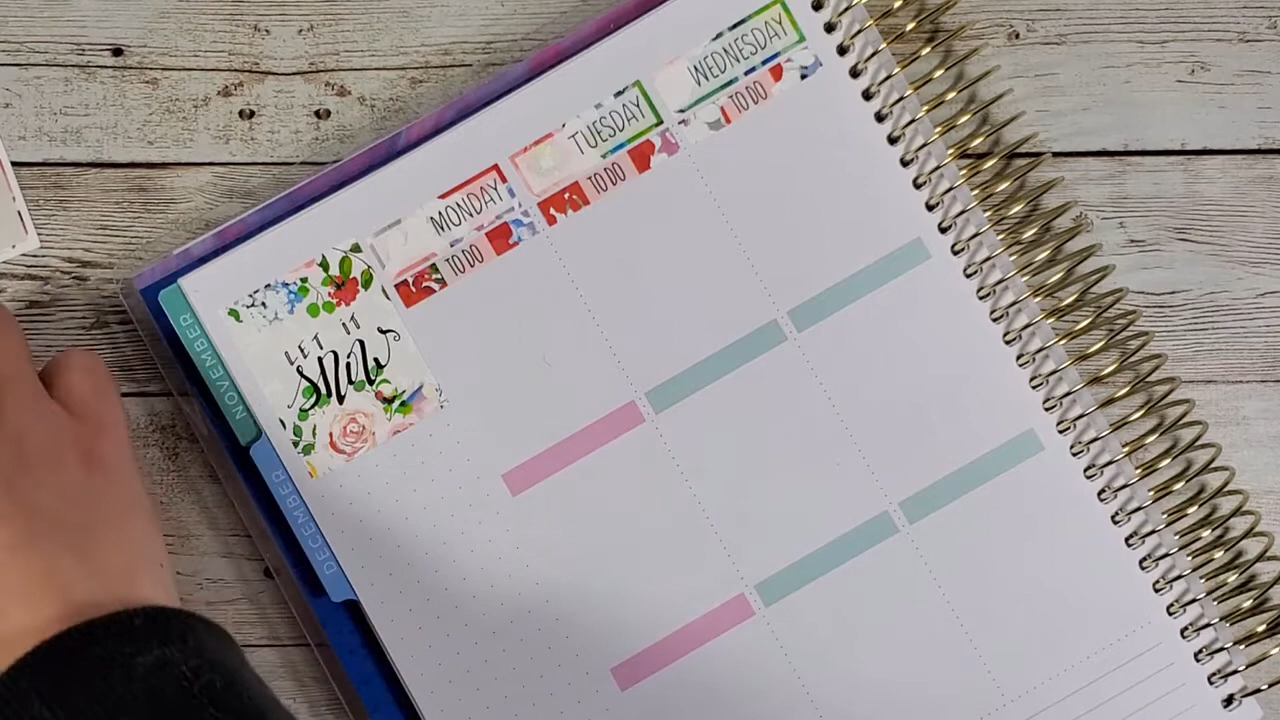 WEDNESDAY
TO DO
TUESDAY
TO DO
MONDAY
TO DO
LET IT
snow
NOVEMBER
DECEMBER